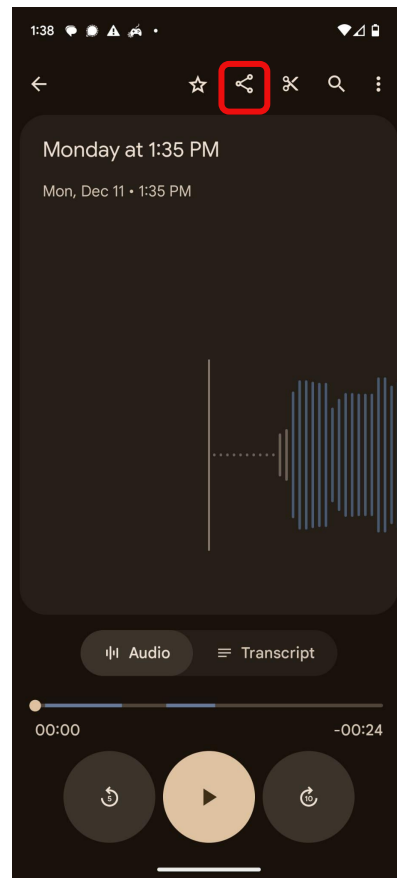 1:38
Monday at 1:35 PM
Mon, Dec 11 • 1:35 PM
Audio
Transcript
00:00
-00:24
5
10